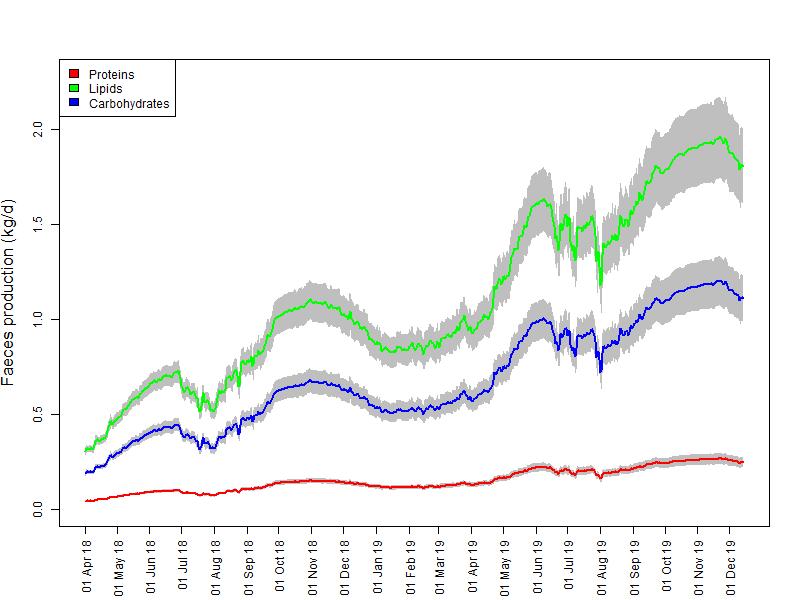 Proteins
Lipids
Carbohydrates
Faeces production (kg/d)
2.0
1.5
1.0
0.5
0.0
01 Apr 18
01 May 18
01 Jun 18
01 Jul 18
01 Aug 18
01 Sep 18
01 Oct 18
01 Nov 18
01 Dec 18
01 Jan 19
01 Feb 19
01 Mar 19
01 Apr 19
01 May 19
01 Jun 19
01 Jul 19
01 Aug 19
01 Sep 19
01 Oct 19
01 Nov 19
01 Dec 19